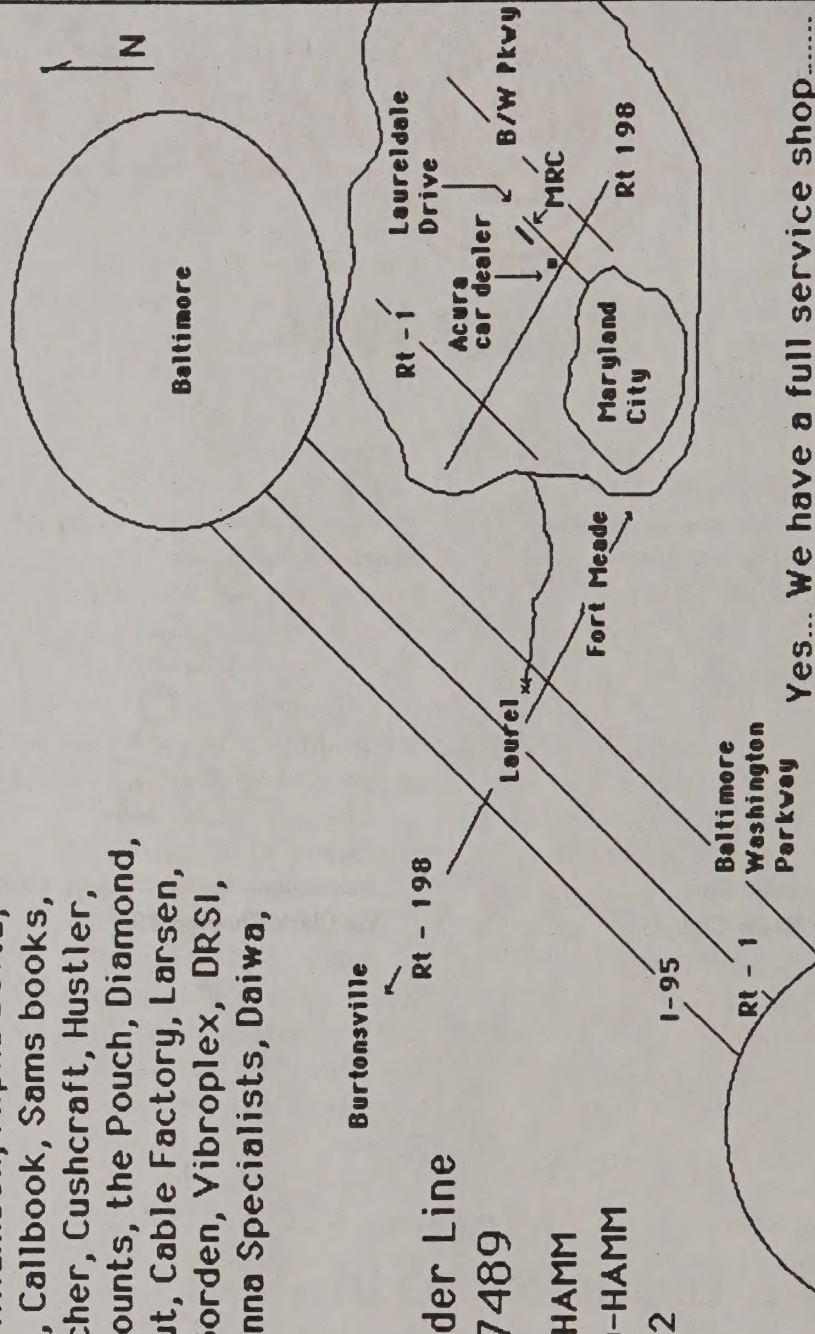 , Callbook, Sams books,
cher, Cushcraft, Hustler,
ounts, the Pouch, Diamond,
ut, Cable Factory, Larsen,
orden, Vibroplex, DRSI,
nna Specialists, Daiwa,
der Line
7489
HAMM
-HAMM
2
N
Baltimore
Burtonsville
Rt - 198
Laurel
Fort Meade
I-95
Rt - 1
Baltimore
Washington
Parkway
Rt -1
Laureldale
Drive
Acura
car dealer
B/W Pkwy
MRC
Rt 198
Maryland
City
Yes... We have a full service shop.......